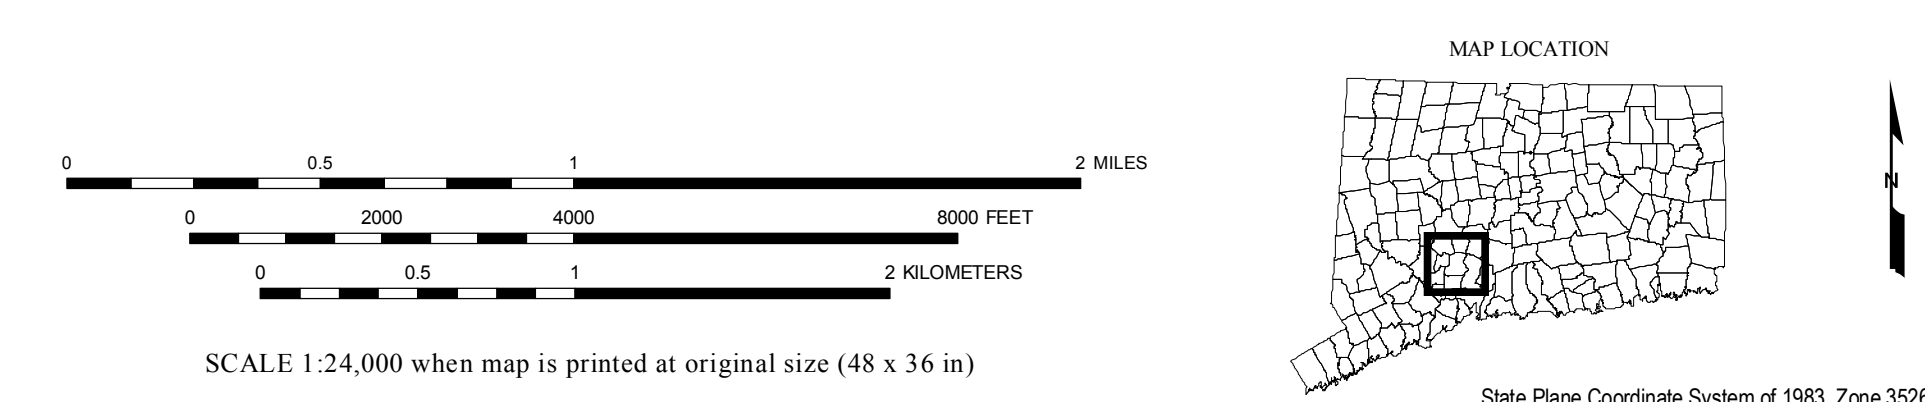 0 0.5 1 2 MILES
0 2000 4000 8000 FEET
0 0.5 1 2 KILOMETERS
SCALE 1:24,000 when map is printed at original size (48 x 36 in)
MAP LOCATION
N
State Plane Coordinate System of 1983, Zone 3526